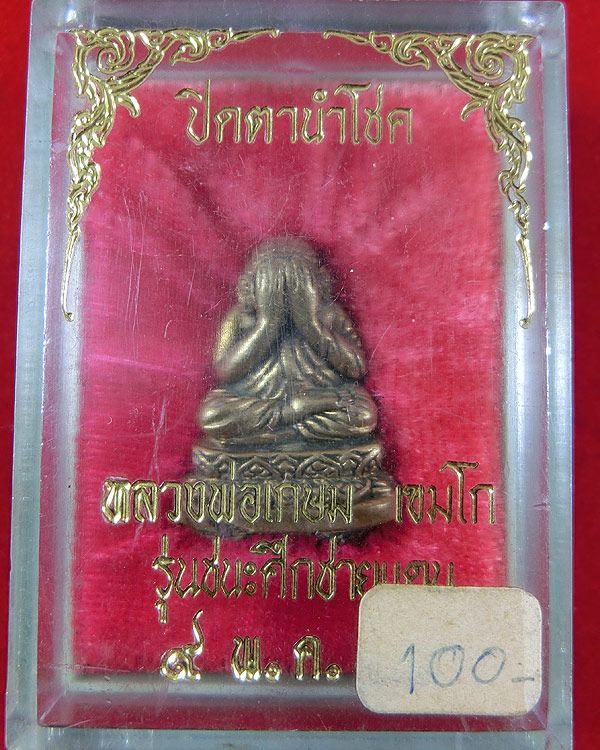 ปิดตานำโชค
หลวงพ่อเกษม เขมโก
รุ่นชนะศึกชายแดน
๙ พ.ค.
100-